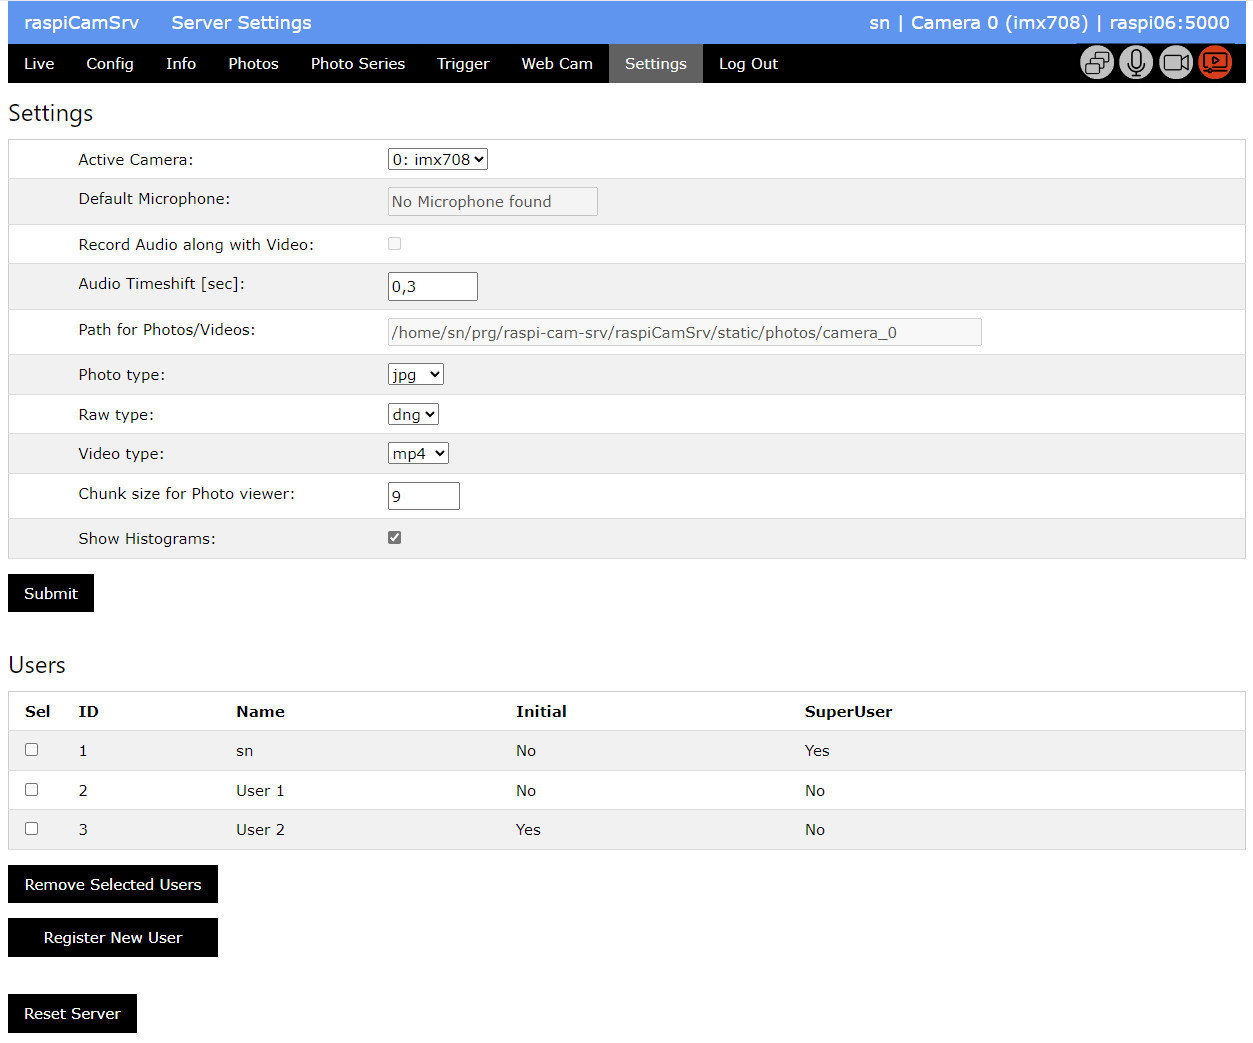 raspiCamSrv Server Settings sn | Camera 0 (imx708) | raspi06:5000
Live Config Info Photos Photo Series Trigger Web Cam Settings Log Out
Settings
Active Camera: 0: imx708
Default Microphone: No Microphone found
Record Audio along with Video:
Audio Timeshift [sec]: 0,3
Path for Photos/Videos: /home/sn/prg/raspi-cam-srv/raspiCamSrv/static/photos/camera_0
Photo type: jpg
Raw type: dng
Video type: mp4
Chunk size for Photo viewer: 9
Show Histograms:
Submit
Users
Sel ID Name Initial SuperUser
1 sn No Yes
2 User 1 No No
3 User 2 Yes No
Remove Selected Users
Register New User
Reset Server